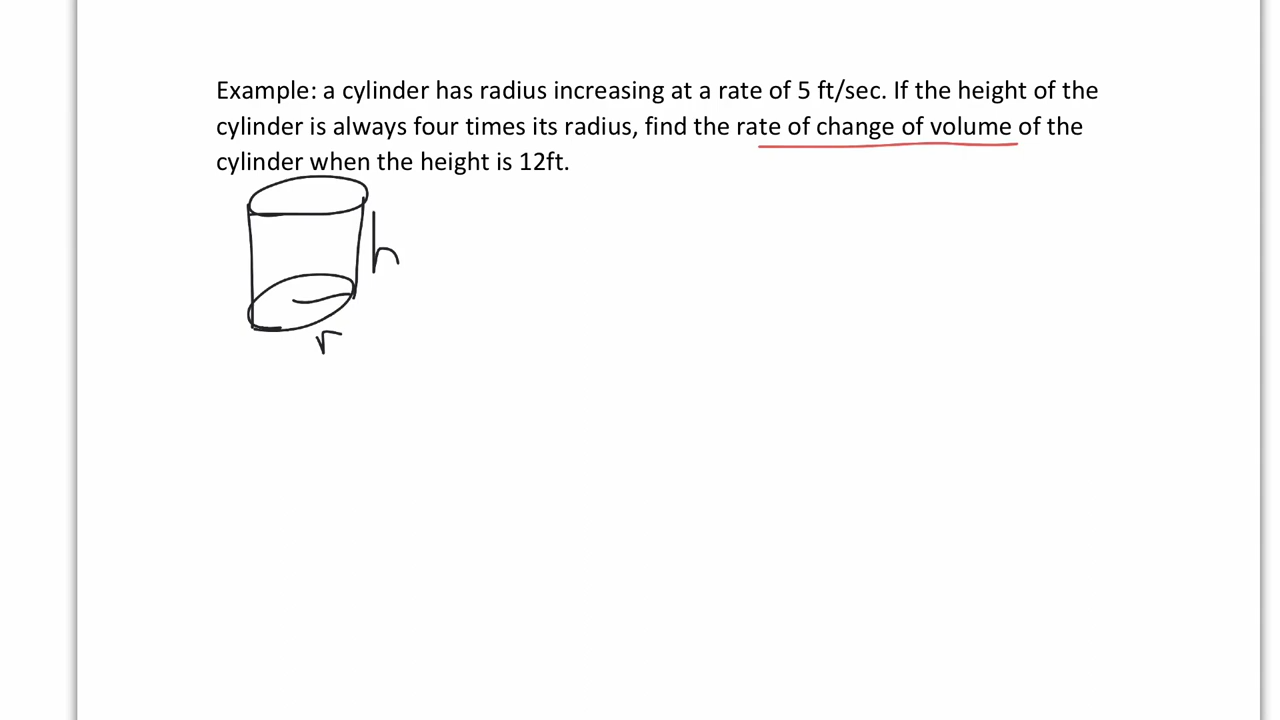 Example: a cylinder has radius increasing at a rate of 5 ft/sec. If the height of the
cylinder is always four times its radius, find the rate of change of volume of the
cylinder when the height is 12ft.
h
r